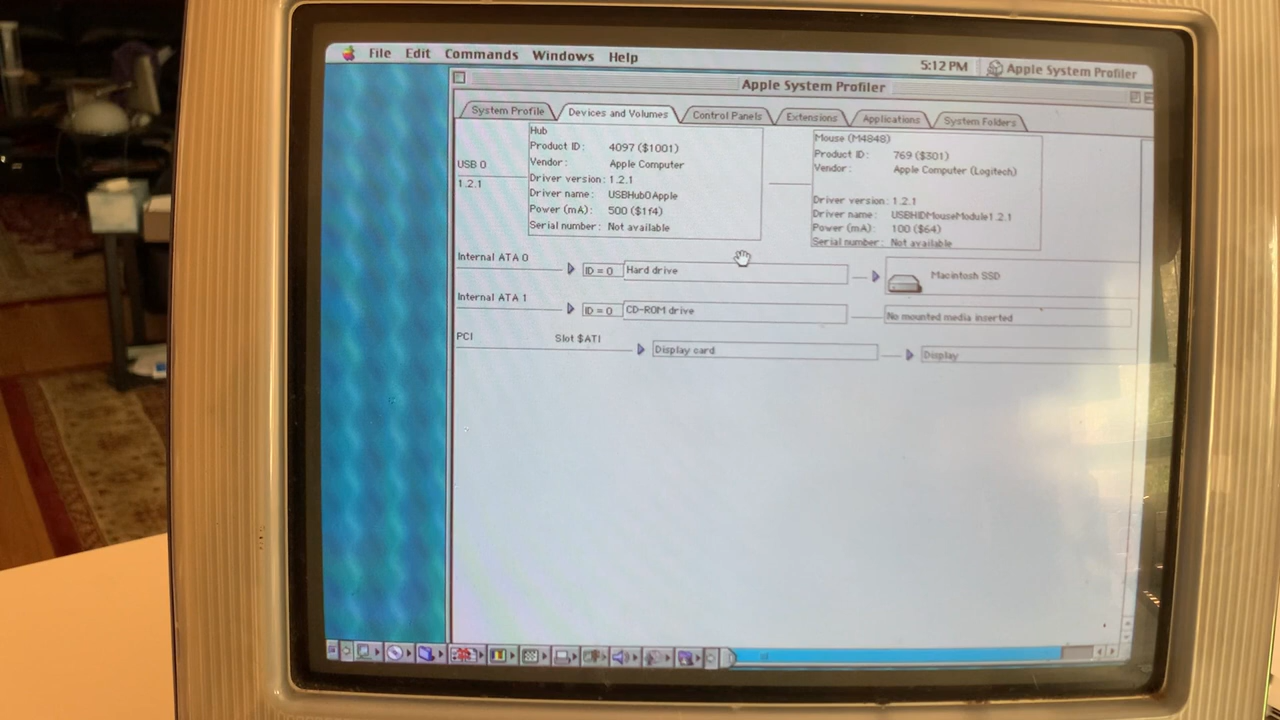 File Edit Commands Windows Help 5:12 PM Apple System Profiler
Apple System Profiler
System Profile Devices and Volumes Control Panels Extensions Applications System Folders
USB 0
1.2.1
Hub
Product ID: 4097 ($1001)
Vendor: Apple Computer
Driver version: 1.2.1
Driver name: USBHub0Apple
Power (mA): 500 ($1f4)
Serial number: Not available
Mouse (M4848)
Product ID: 769 ($301)
Vendor: Apple Computer (Logitech)
Driver version: 1.2.1
Driver name: USBHIDMouseModule1.2.1
Power (mA): 100 ($64)
Serial number: Not available
Internal ATA 0 ID = 0 Hard drive Macintosh SSD
Internal ATA 1 ID = 0 CD-ROM drive No mounted media inserted
PCI Slot $ATI Display card Display